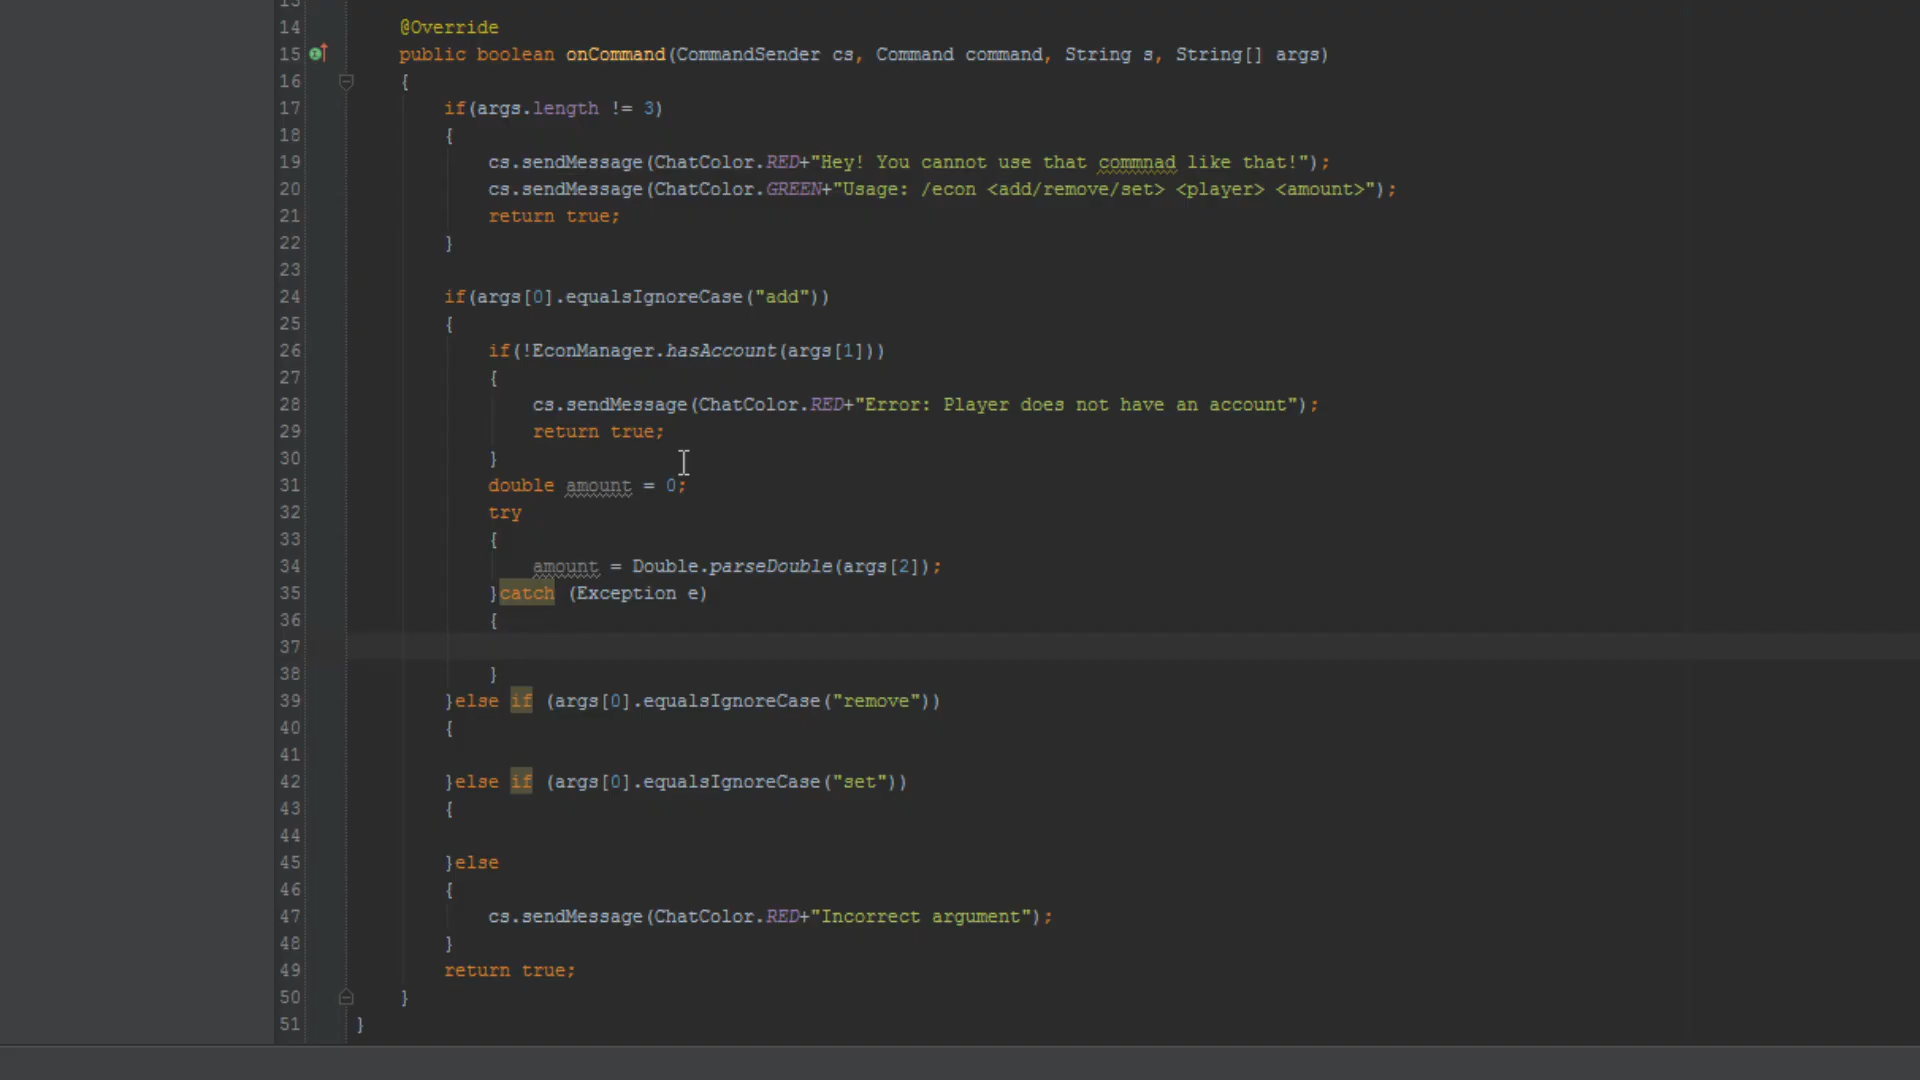 14 @Override
15 public boolean onCommand(CommandSender cs, Command command, String s, String[] args)
16 {
17 if(args.length != 3)
18 {
19 cs.sendMessage(ChatColor.RED+"Hey! You cannot use that commnad like that!");
20 cs.sendMessage(ChatColor.GREEN+"Usage: /econ <add/remove/set> <player> <amount>");
21 return true;
22 }
23
24 if(args[0].equalsIgnoreCase("add"))
25 {
26 if(!EconManager.hasAccount(args[1]))
27 {
28 cs.sendMessage(ChatColor.RED+"Error: Player does not have an account");
29 return true;
30 }
31 double amount = 0;
32 try
33 {
34 amount = Double.parseDouble(args[2]);
35 }catch (Exception e)
36 {
37
38 }
39 }else if (args[0].equalsIgnoreCase("remove"))
40 {
41
42 }else if (args[0].equalsIgnoreCase("set"))
43 {
44
45 }else
46 {
47 cs.sendMessage(ChatColor.RED+"Incorrect argument");
48 }
49 return true;
50 }
51 }